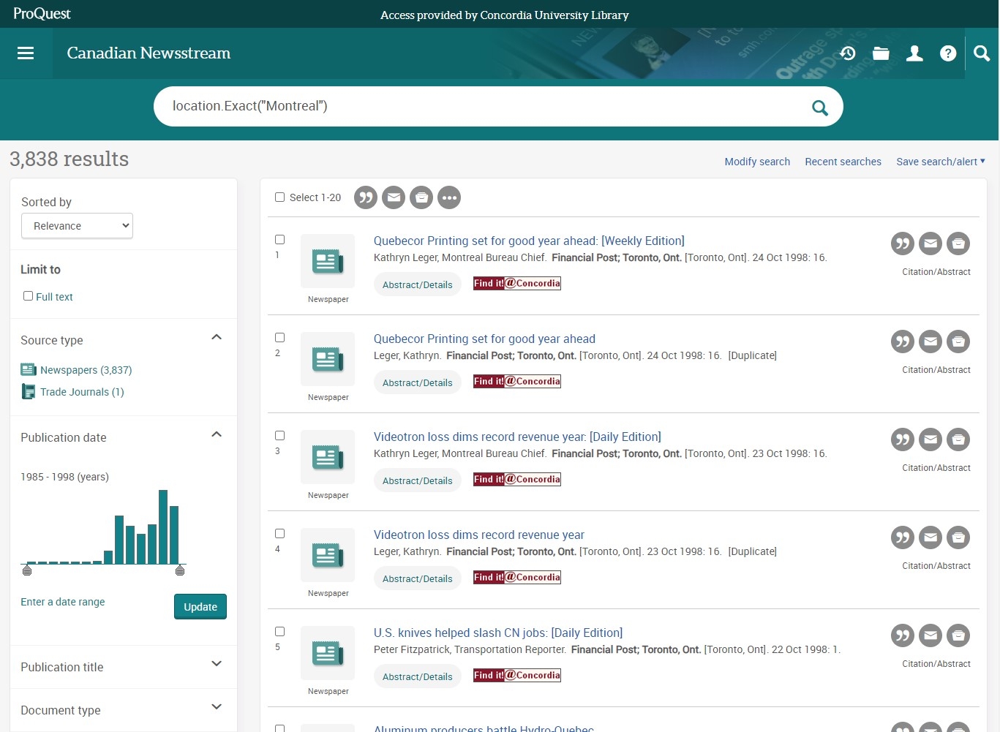 ProQuest
Access provided by Concordia University Library
Canadian Newsstream
location.Exact("Montreal")
3,838 results
Modify search
Recent searches
Save search/alert
Sorted by
Relevance
Limit to
Full text
Source type
Newspapers (3,837)
Trade Journals (1)
Publication date
1985 - 1998 (years)
Enter a date range
Update
Publication title
Document type
Select 1-20
1
Newspaper
Quebecor Printing set for good year ahead: [Weekly Edition]
Kathryn Leger, Montreal Bureau Chief. Financial Post; Toronto, Ont. [Toronto, Ont]. 24 Oct 1998: 16.
Abstract/Details
Find it!@Concordia
Citation/Abstract
2
Newspaper
Quebecor Printing set for good year ahead
Leger, Kathryn. Financial Post; Toronto, Ont. [Toronto, Ont]. 24 Oct 1998: 16. [Duplicate]
Abstract/Details
Find it!@Concordia
Citation/Abstract
3
Newspaper
Videotron loss dims record revenue year: [Daily Edition]
Kathryn Leger, Montreal Bureau Chief. Financial Post; Toronto, Ont. [Toronto, Ont]. 23 Oct 1998: 16.
Abstract/Details
Find it!@Concordia
Citation/Abstract
4
Newspaper
Videotron loss dims record revenue year
Leger, Kathryn. Financial Post; Toronto, Ont. [Toronto, Ont]. 23 Oct 1998: 16. [Duplicate]
Abstract/Details
Find it!@Concordia
Citation/Abstract
5
Newspaper
U.S. knives helped slash CN jobs: [Daily Edition]
Peter Fitzpatrick, Transportation Reporter. Financial Post; Toronto, Ont. [Toronto, Ont]. 22 Oct 1998: 1.
Abstract/Details
Find it!@Concordia
Citation/Abstract
Aluminum producers battle Hydro-Quebec